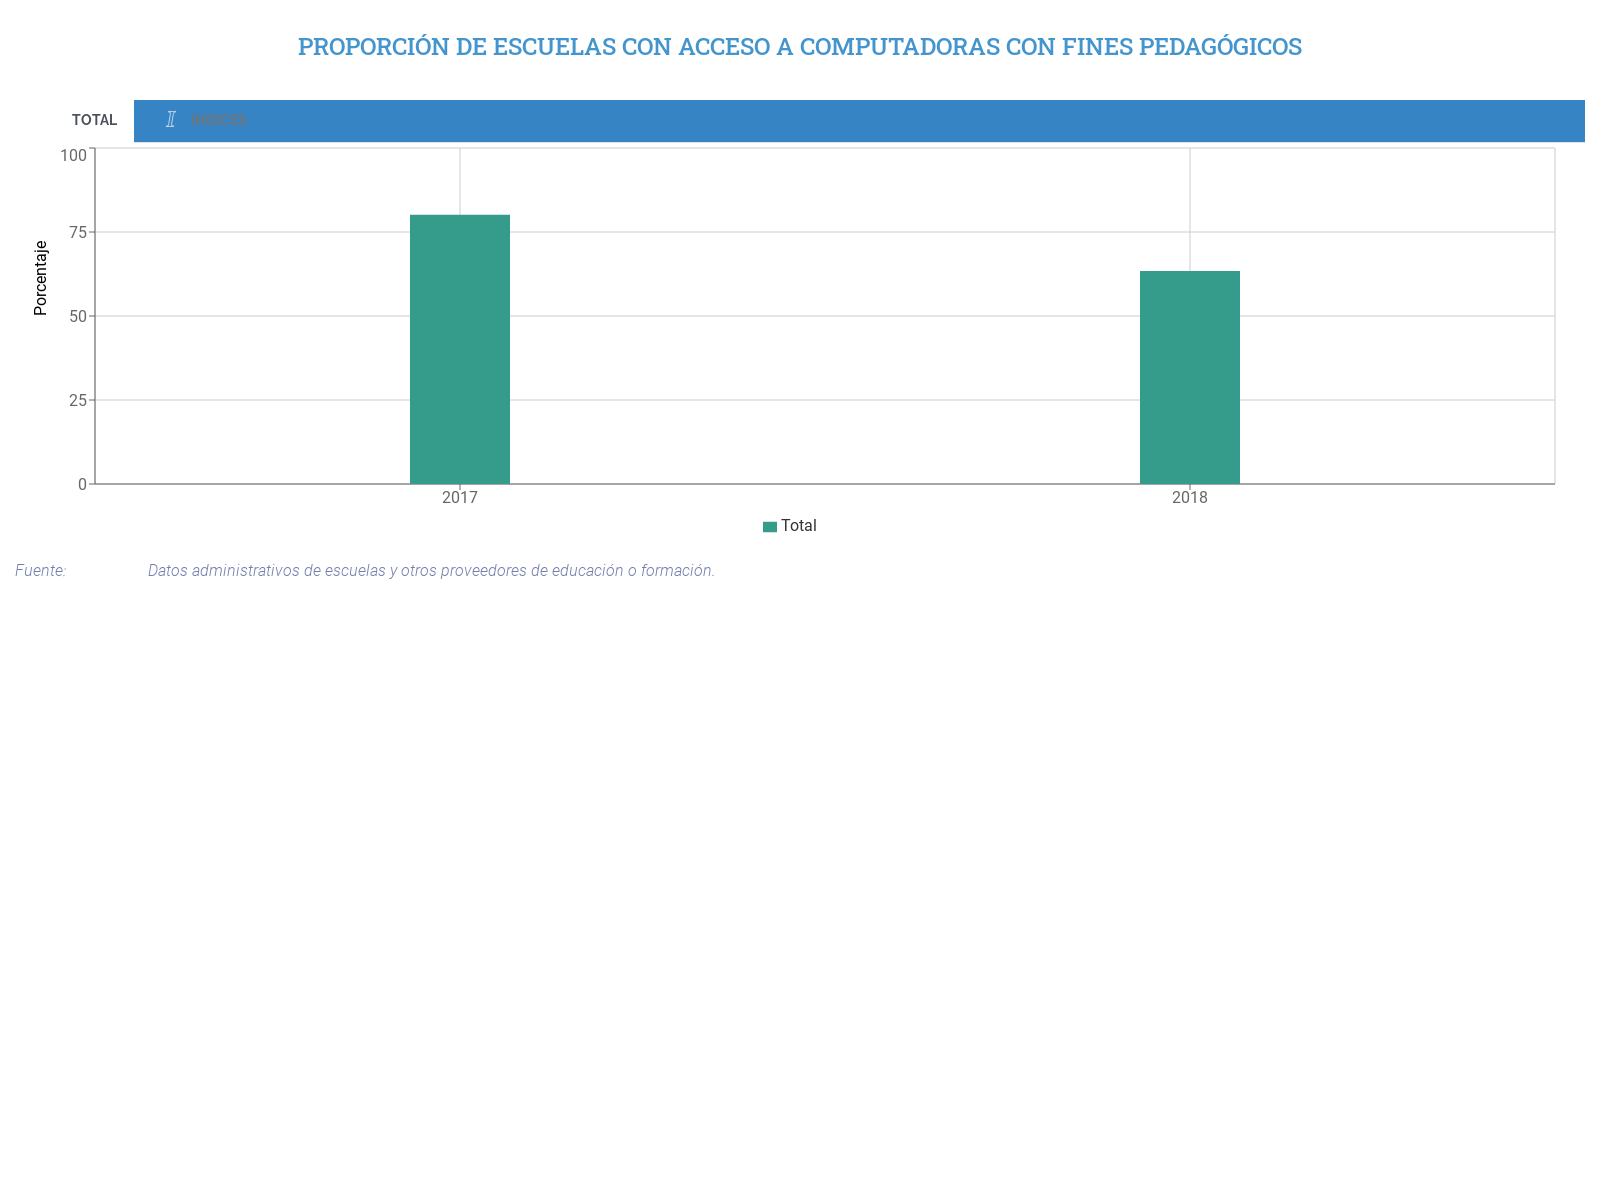 PROPORCIÓN DE ESCUELAS CON ACCESO A COMPUTADORAS CON FINES PEDAGÓGICOS
TOTAL
INDICES
100
75
50
25
0
Porcentaje
2017
2018
Total
Fuente: Datos administrativos de escuelas y otros proveedores de educación o formación.